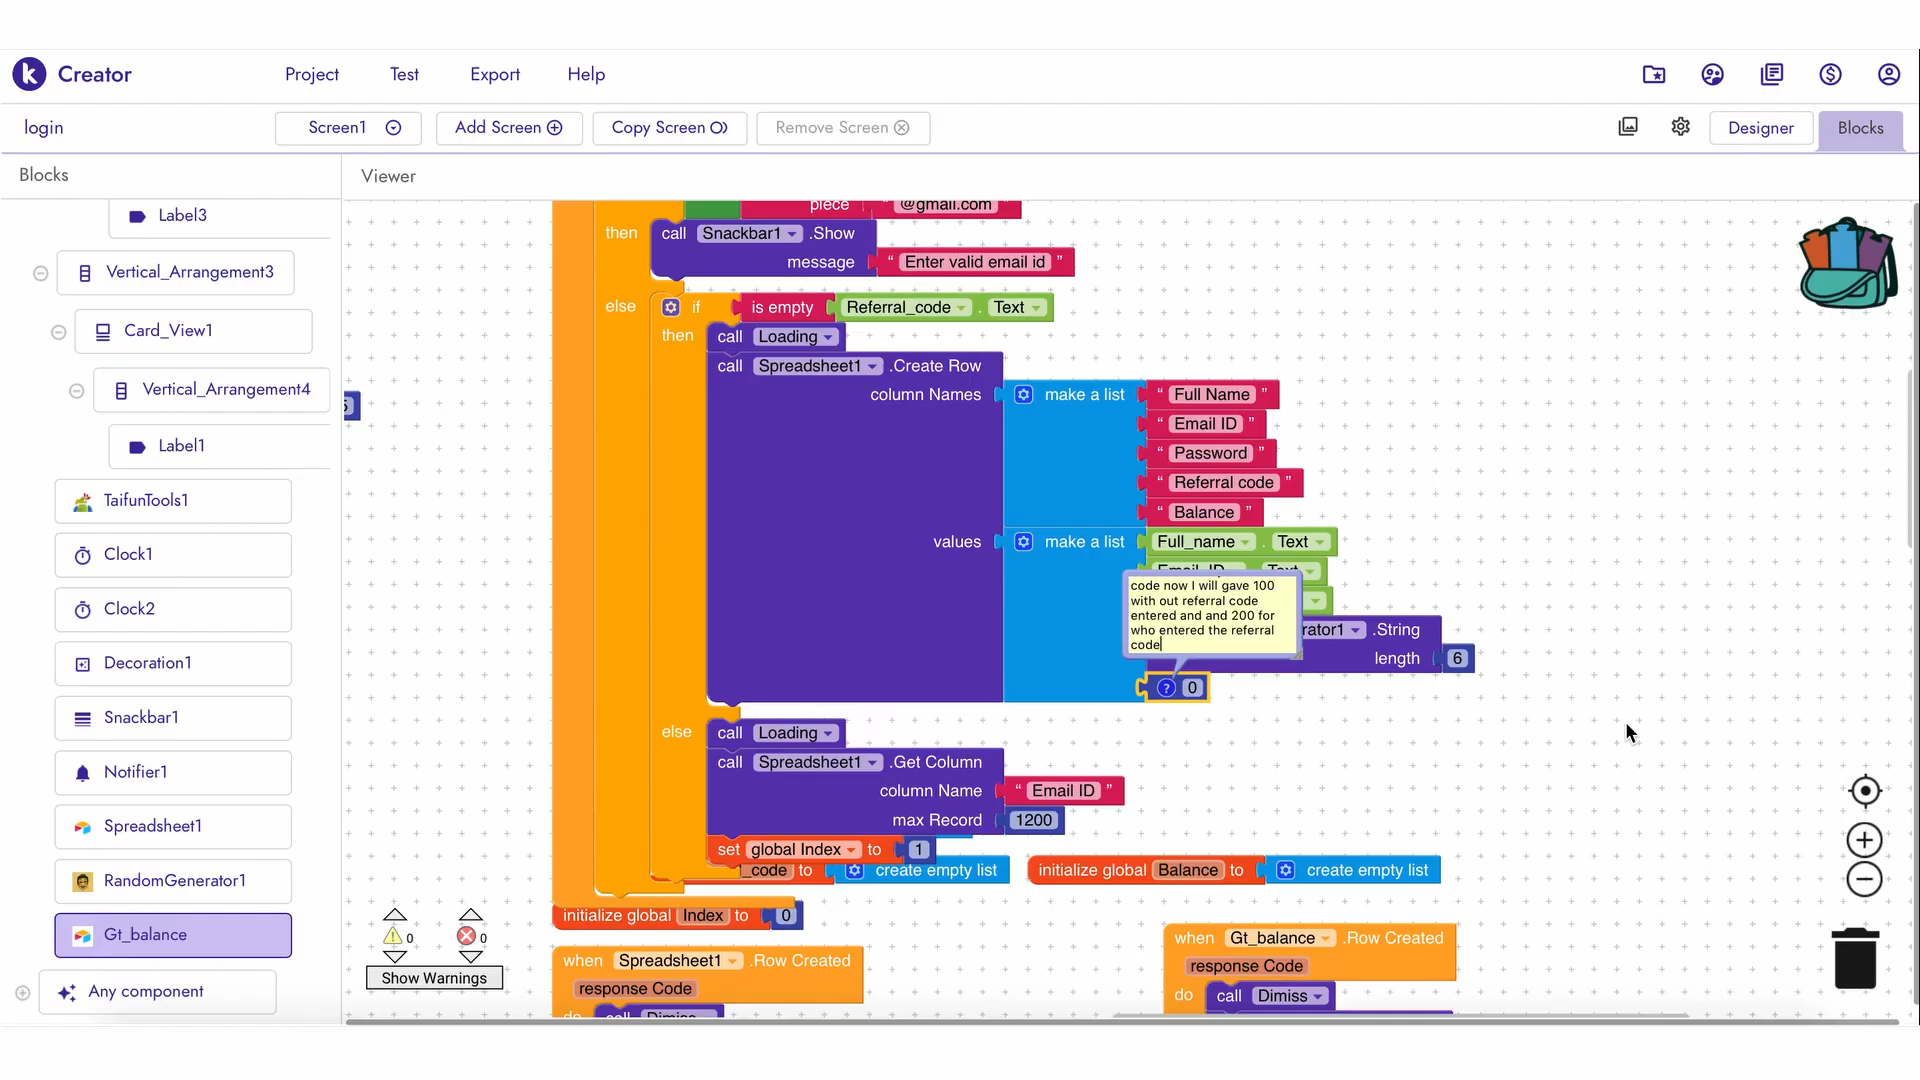 Creator
Project
Test
Export
Help
login
Screen1
Add Screen
Copy Screen
Remove Screen
Designer
Blocks
Blocks
Viewer
Label3
Vertical_Arrangement3
Card_View1
Vertical_Arrangement4
Label1
TaifunTools1
Clock1
Clock2
Decoration1
Snackbar1
Notifier1
Spreadsheet1
RandomGenerator1
Gt_balance
Any component
piece " @gmail.com "
then call Snackbar1 .Show
message " Enter valid email id "
else if is empty Referral_code . Text
then call Loading
call Spreadsheet1 .Create Row
column Names make a list " Full Name "
" Email ID "
" Password "
" Referral code "
" Balance "
values make a list Full_name . Text
Email_ID . Text
code now I will gave 100
with out referral code
entered and and 200 for
who entered the referral
code
rator1 .String
length 6
? 0
else call Loading
call Spreadsheet1 .Get Column
column Name " Email ID "
max Record 1200
set global Index to 1
_code to create empty list
initialize global Balance to create empty list
initialize global Index to 0
0 0
Show Warnings
when Spreadsheet1 .Row Created
response Code
do call Dimiss
when Gt_balance .Row Created
response Code
do call Dimiss